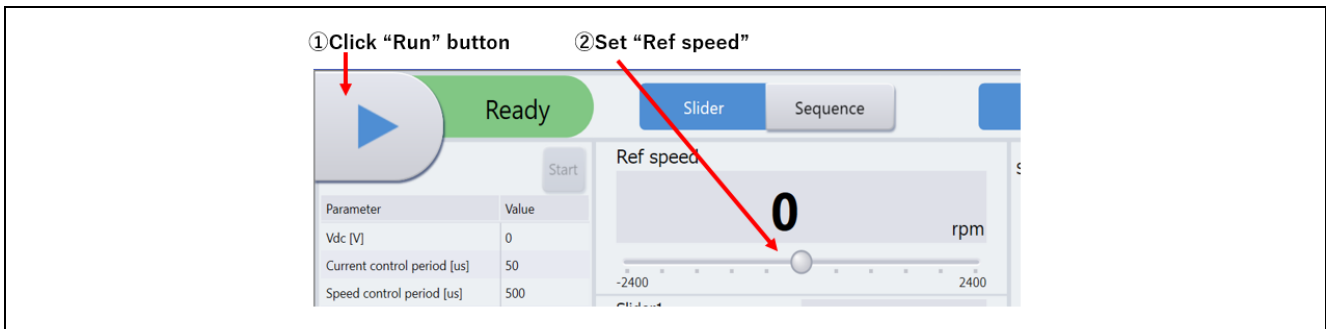 ①Click “Run” button ②Set “Ref speed”
Ready Slider Sequence
Start Ref speed
0
rpm
Parameter Value
Vdc [V] 0
Current control period [us] 50
Speed control period [us] 500
-2400 2400